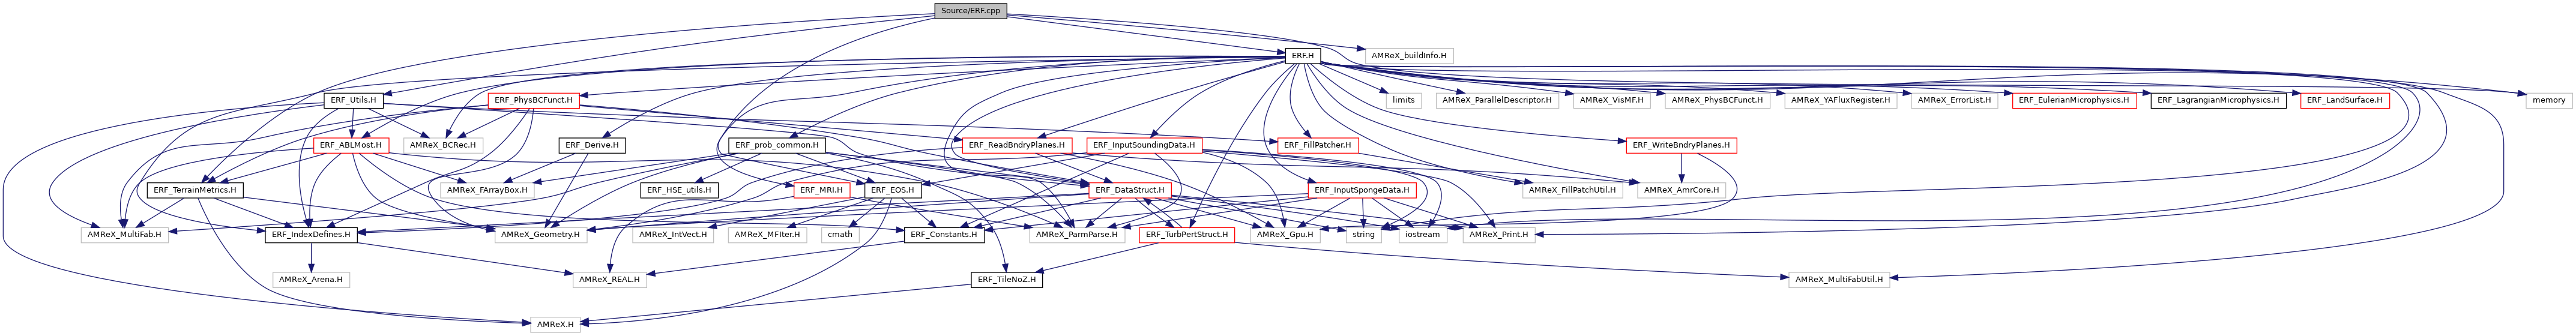 Source/ERF.cpp
ERF.H
AMReX_buildInfo.H
ERF_Utils.H
ERF_PhysBCFunct.H
limits
AMReX_ParallelDescriptor.H
AMReX_VisMF.H
AMReX_PhysBCFunct.H
AMReX_YAFluxRegister.H
AMReX_ErrorList.H
ERF_EulerianMicrophysics.H
ERF_LagrangianMicrophysics.H
ERF_LandSurface.H
memory
ERF_ABLMost.H
AMReX_BCRec.H
ERF_Derive.H
ERF_prob_common.H
ERF_ReadBndryPlanes.H
ERF_InputSoundingData.H
ERF_FillPatcher.H
ERF_WriteBndryPlanes.H
ERF_TerrainMetrics.H
AMReX_FArrayBox.H
ERF_HSE_utils.H
ERF_MRI.H
ERF_EOS.H
ERF_DataStruct.H
ERF_InputSpongeData.H
AMReX_FillPatchUtil.H
AMReX_AmrCore.H
AMReX_MultiFab.H
ERF_IndexDefines.H
AMReX_Geometry.H
AMReX_IntVect.H
AMReX_MFIter.H
cmath
ERF_Constants.H
AMReX_ParmParse.H
ERF_TurbPertStruct.H
AMReX_Gpu.H
string
iostream
AMReX_Print.H
AMReX_Arena.H
AMReX_REAL.H
ERF_TileNoZ.H
AMReX_MultiFabUtil.H
AMReX.H